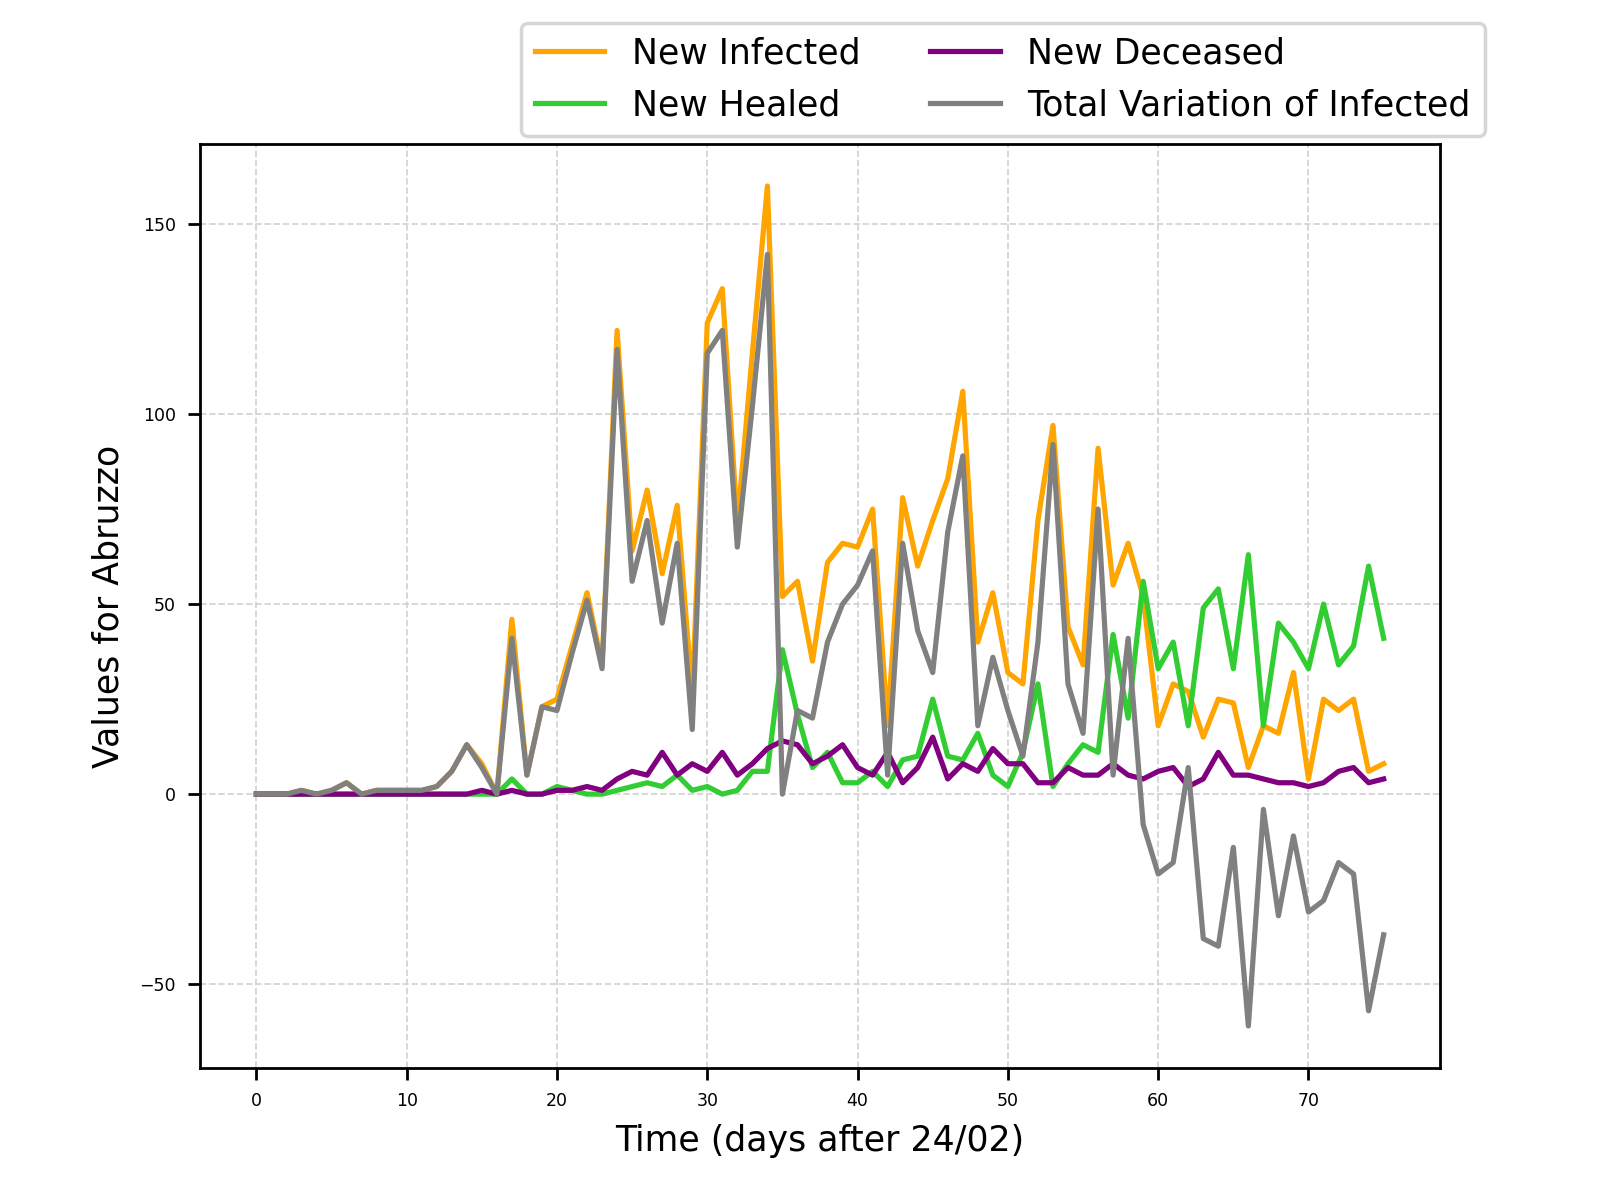 New Infected
New Healed
New Deceased
Total Variation of Infected
Values for Abruzzo
150
100
50
0
−50
0 10 20 30 40 50 60 70
Time (days after 24/02)